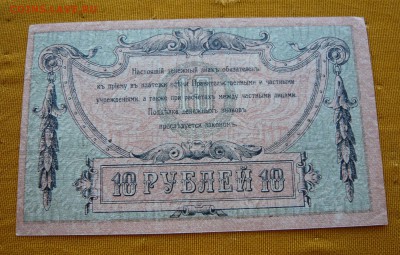 Настоящій денежный знакъ обязателенъ
къ пріему въ платежи всѣми Правительственными и частными
учрежденіями, а также при расчетахъ между частными лицами.
Поддѣлка денежныхъ знаковъ
преслѣдуется закономъ.
10 РУБЛЕЙ 10